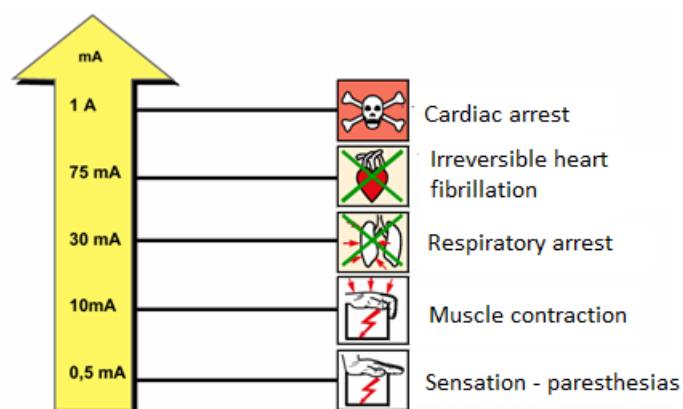 mA
1 A
Cardiac arrest
75 mA
Irreversible heart
fibrillation
30 mA
Respiratory arrest
10mA
Muscle contraction
0,5 mA
Sensation - paresthesias